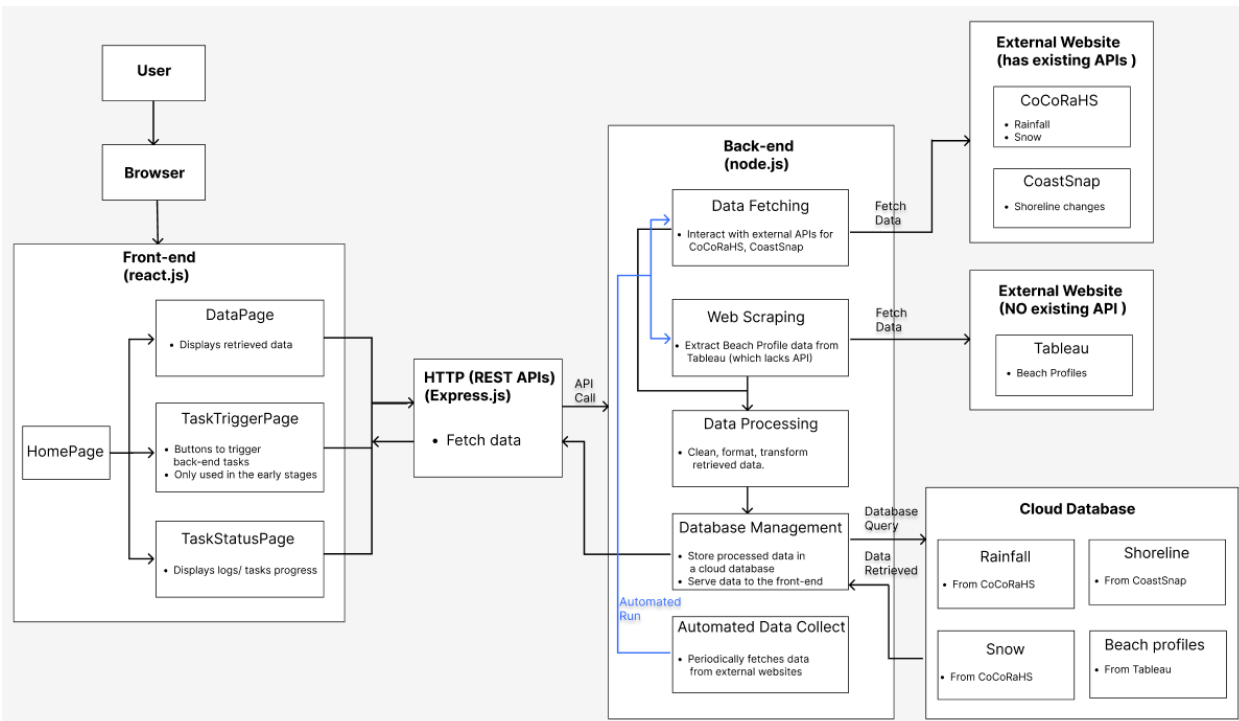 User
Browser
Front-end
(react.js)
HomePage
DataPage
• Displays retrieved data
TaskTriggerPage
• Buttons to trigger
back-end tasks
• Only used in the early stages
TaskStatusPage
• Displays logs/ tasks progress
HTTP (REST APIs)
(Express.js)
• Fetch data
API
Call
Back-end
(node.js)
Data Fetching
• Interact with external APIs for
CoCoRaHS, CoastSnap
Web Scraping
• Extract Beach Profile data from
Tableau (which lacks API)
Data Processing
• Clean, format, transform
retrieved data.
Database Management
• Store processed data in
a cloud database
• Serve data to the front-end
Automated
Run
Automated Data Collect
• Periodically fetches data
from external websites
Fetch
Data
External Website
(has existing APIs )
CoCoRaHS
• Rainfall
• Snow
CoastSnap
• Shoreline changes
Fetch
Data
External Website
(NO existing API )
Tableau
• Beach Profiles
Database
Query
Data
Retrieved
Cloud Database
Rainfall
• From CoCoRaHS
Shoreline
• From CoastSnap
Snow
• From CoCoRaHS
Beach profiles
• From Tableau